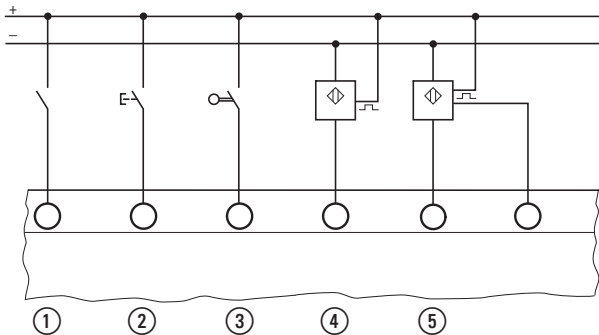 +
−
① ② ③ ④ ⑤